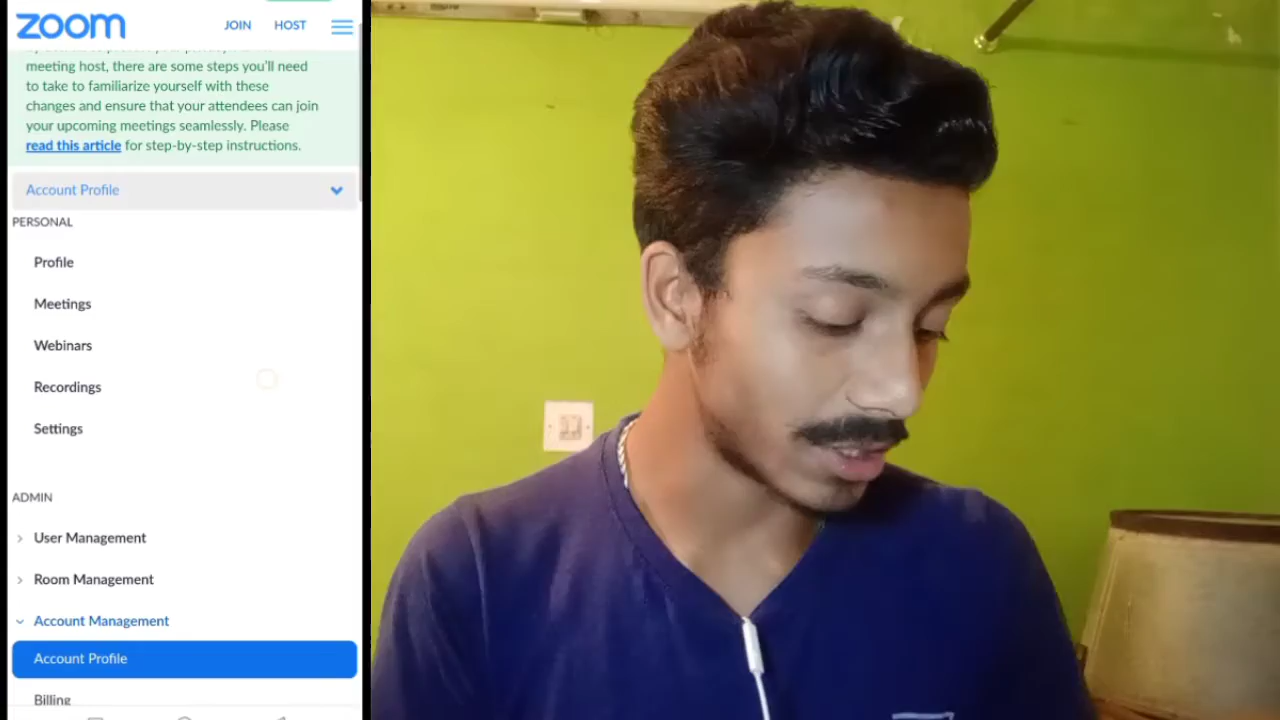 zoom
JOIN
HOST
meeting host, there are some steps you'll need
to take to familiarize yourself with these
changes and ensure that your attendees can join
your upcoming meetings seamlessly. Please
read this article for step-by-step instructions.
Account Profile
PERSONAL
Profile
Meetings
Webinars
Recordings
Settings
ADMIN
User Management
Room Management
Account Management
Account Profile
Billing